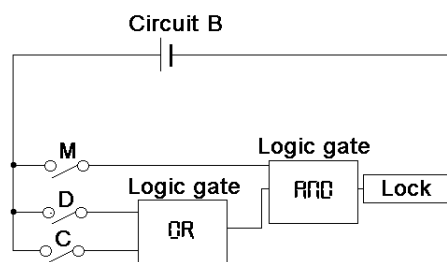 Circuit B
M
Logic gate
AND
Lock
D
Logic gate
OR
C